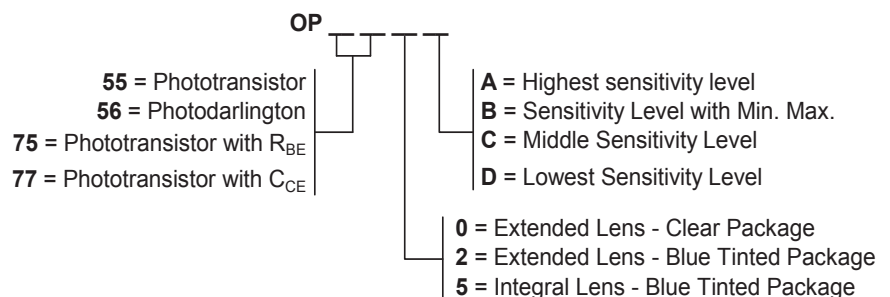 OP
55 = Phototransistor
56 = Photodarlington
75 = Phototransistor with RBE
77 = Phototransistor with CCE
A = Highest sensitivity level
B = Sensitivity Level with Min. Max.
C = Middle Sensitivity Level
D = Lowest Sensitivity Level
0 = Extended Lens - Clear Package
2 = Extended Lens - Blue Tinted Package
5 = Integral Lens - Blue Tinted Package